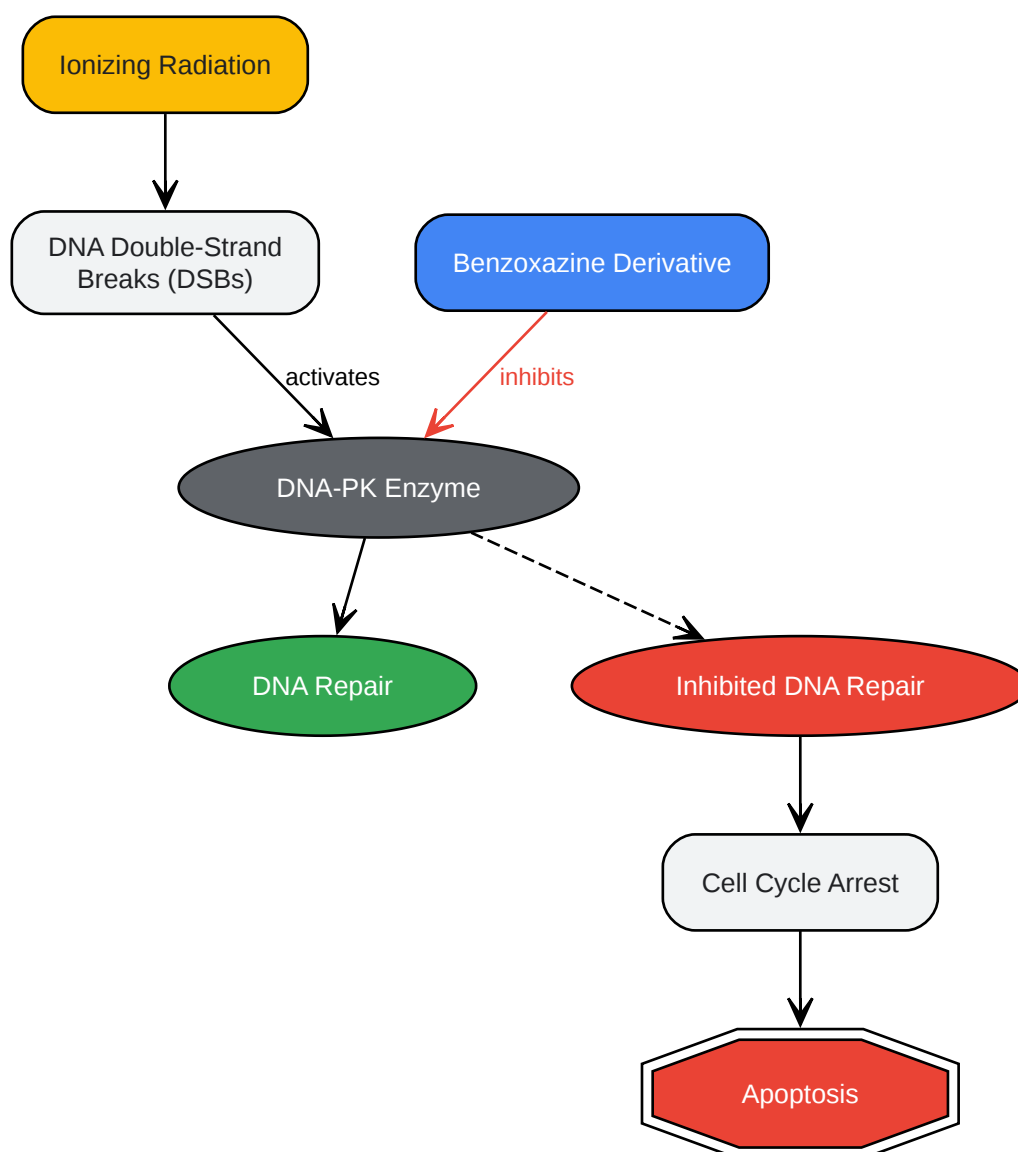 Ionizing Radiation
DNA Double-Strand
Breaks (DSBs)
Benzoxazine Derivative
activates
inhibits
DNA-PK Enzyme
DNA Repair
Inhibited DNA Repair
Cell Cycle Arrest
Apoptosis